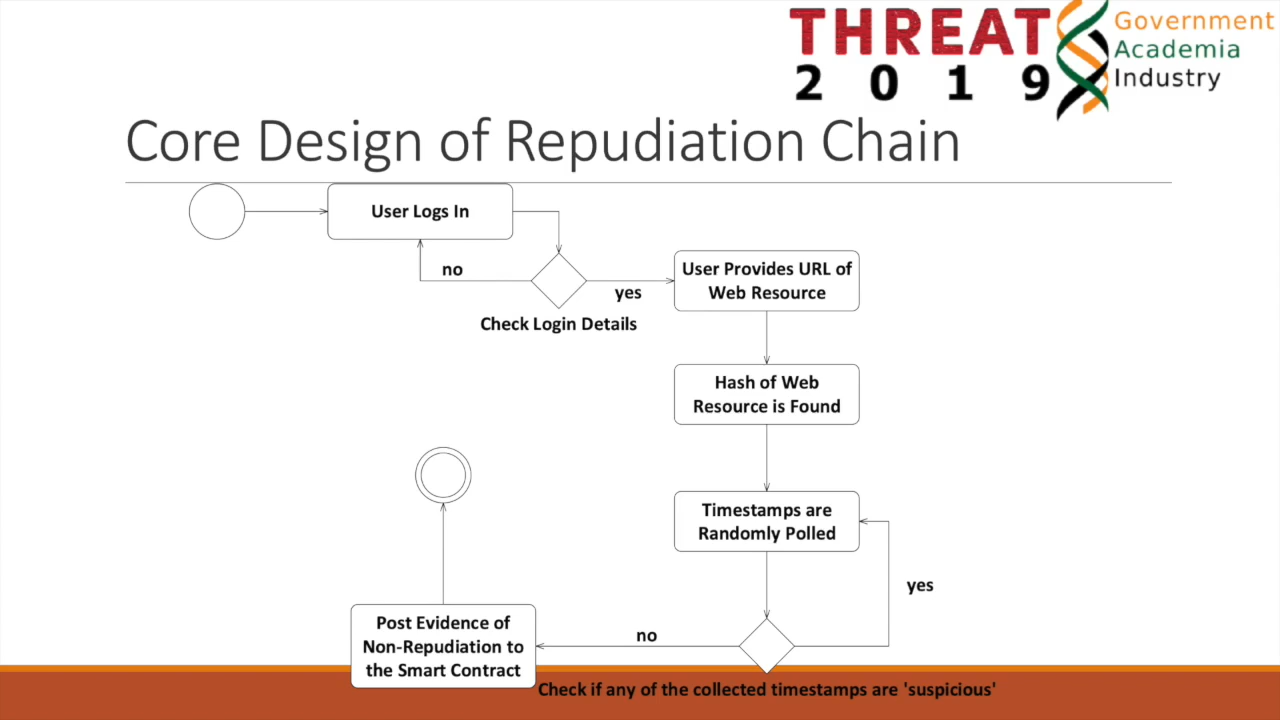 THREAT
2 0 1 9
Government
Academia
Industry
Core Design of Repudiation Chain
User Logs In
no
yes
Check Login Details
User Provides URL of
Web Resource
Hash of Web
Resource is Found
Timestamps are
Randomly Polled
yes
no
Post Evidence of
Non-Repudiation to
the Smart Contract
Check if any of the collected timestamps are 'suspicious'